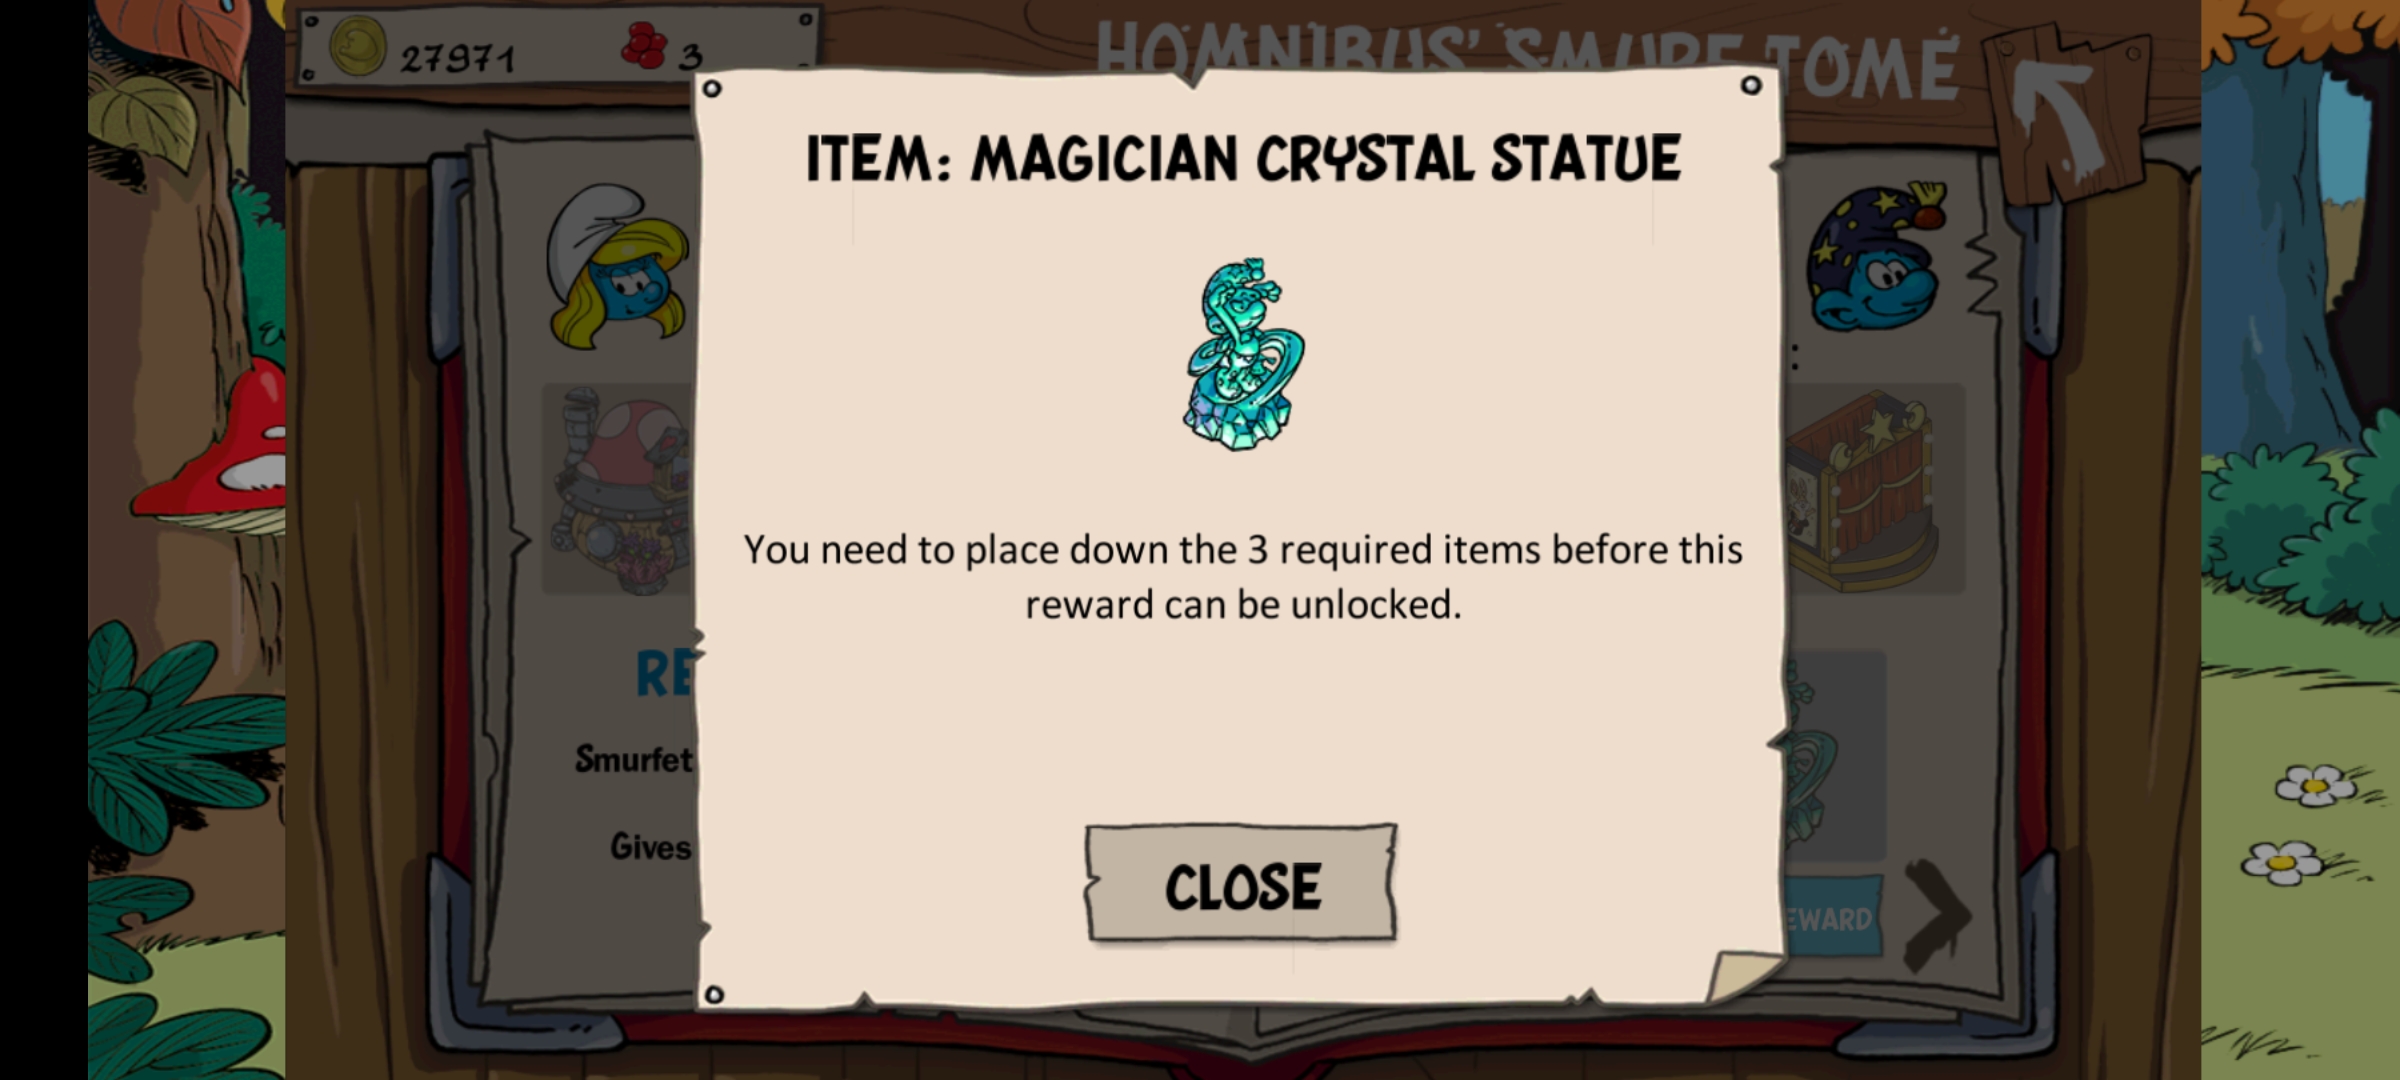 27971
3
HOMNIBUS' SMURF TOME
ITEM: MAGICIAN CRYSTAL STATUE
:
You need to place down the 3 required items before this
reward can be unlocked.
Smurfet
Gives
CLOSE
EWARD